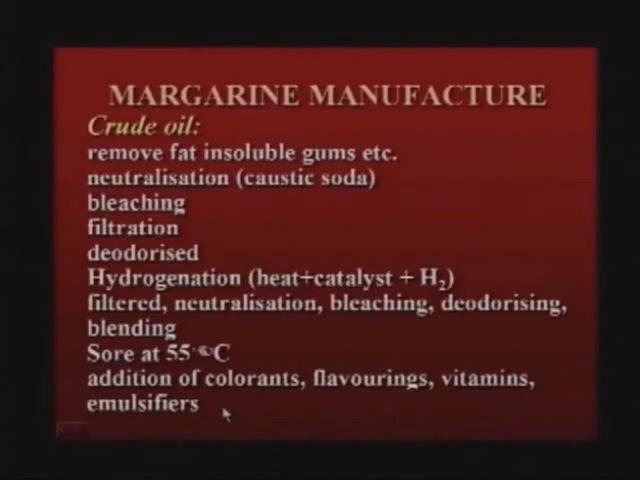 MARGARINE MANUFACTURE
Crude oil:
remove fat insoluble gums etc.
neutralisation (caustic soda)
bleaching
filtration
deodorised
Hydrogenation (heat+catalyst + H₂)
filtered, neutralisation, bleaching, deodorising,
blending
Sore at 55 C
addition of colorants, flavourings, vitamins,
emulsifiers